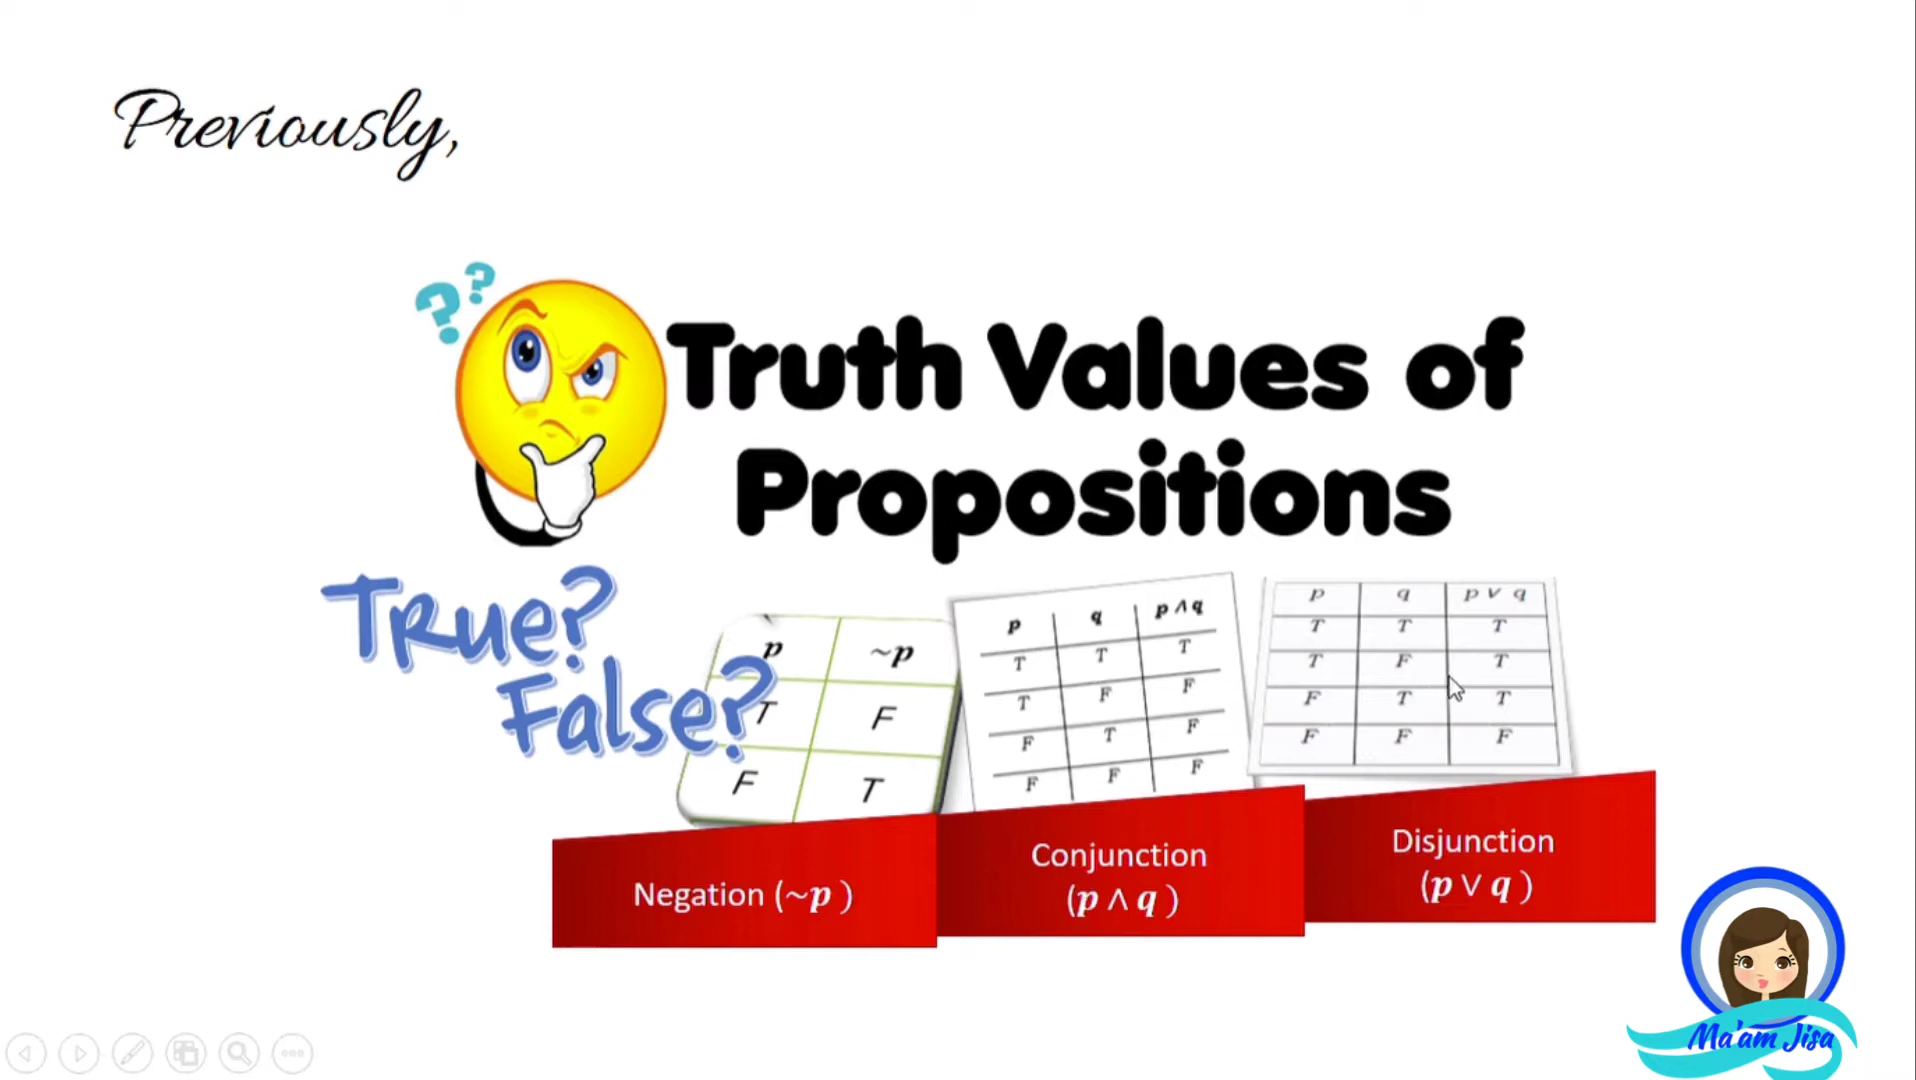 Previously,
? ?
Truth Values of
Propositions
True?
False?
p ~p
T F
F T
p q p ∧ q
T T T
T F F
F T F
F F F
p q p ∨ q
T T T
T F T
F T T
F F F
Negation (~p )
Conjunction
(p ∧ q )
Disjunction
(p ∨ q )
Ma'am Jisa